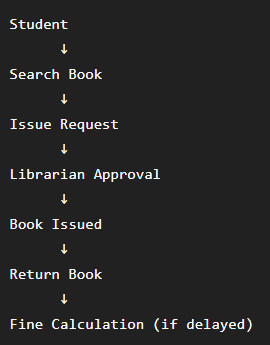 Student
↓
Search Book
↓
Issue Request
↓
Librarian Approval
↓
Book Issued
↓
Return Book
↓
Fine Calculation (if delayed)